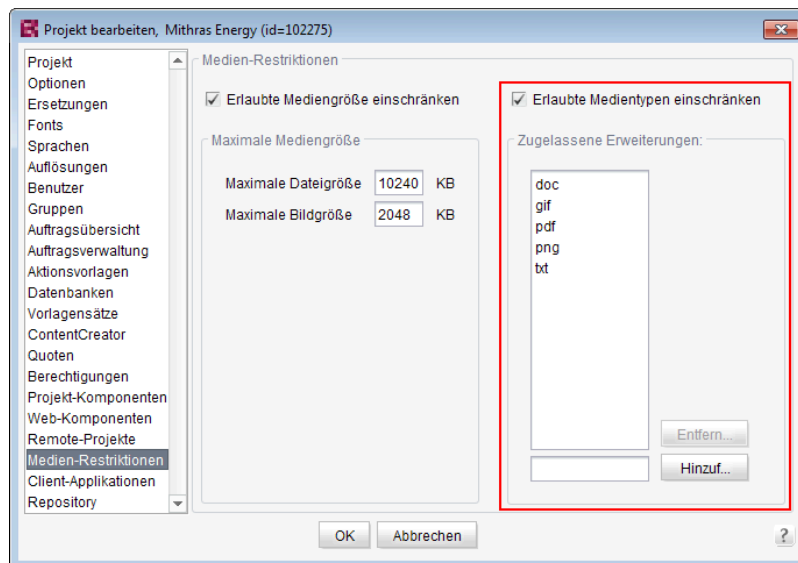 Projekt bearbeiten, Mithras Energy (id=102275)
Projekt
Optionen
Ersetzungen
Fonts
Sprachen
Auflösungen
Benutzer
Gruppen
Auftragsübersicht
Auftragsverwaltung
Aktionsvorlagen
Datenbanken
Vorlagensätze
ContentCreator
Quoten
Berechtigungen
Projekt-Komponenten
Web-Komponenten
Remote-Projekte
Medien-Restriktionen
Client-Applikationen
Repository
Medien-Restriktionen
Erlaubte Mediengröße einschränken
Maximale Mediengröße
Maximale Dateigröße 10240 KB
Maximale Bildgröße 2048 KB
Erlaubte Medientypen einschränken
Zugelassene Erweiterungen:
doc
gif
pdf
png
txt
Entfern...
Hinzuf...
OK Abbrechen
?